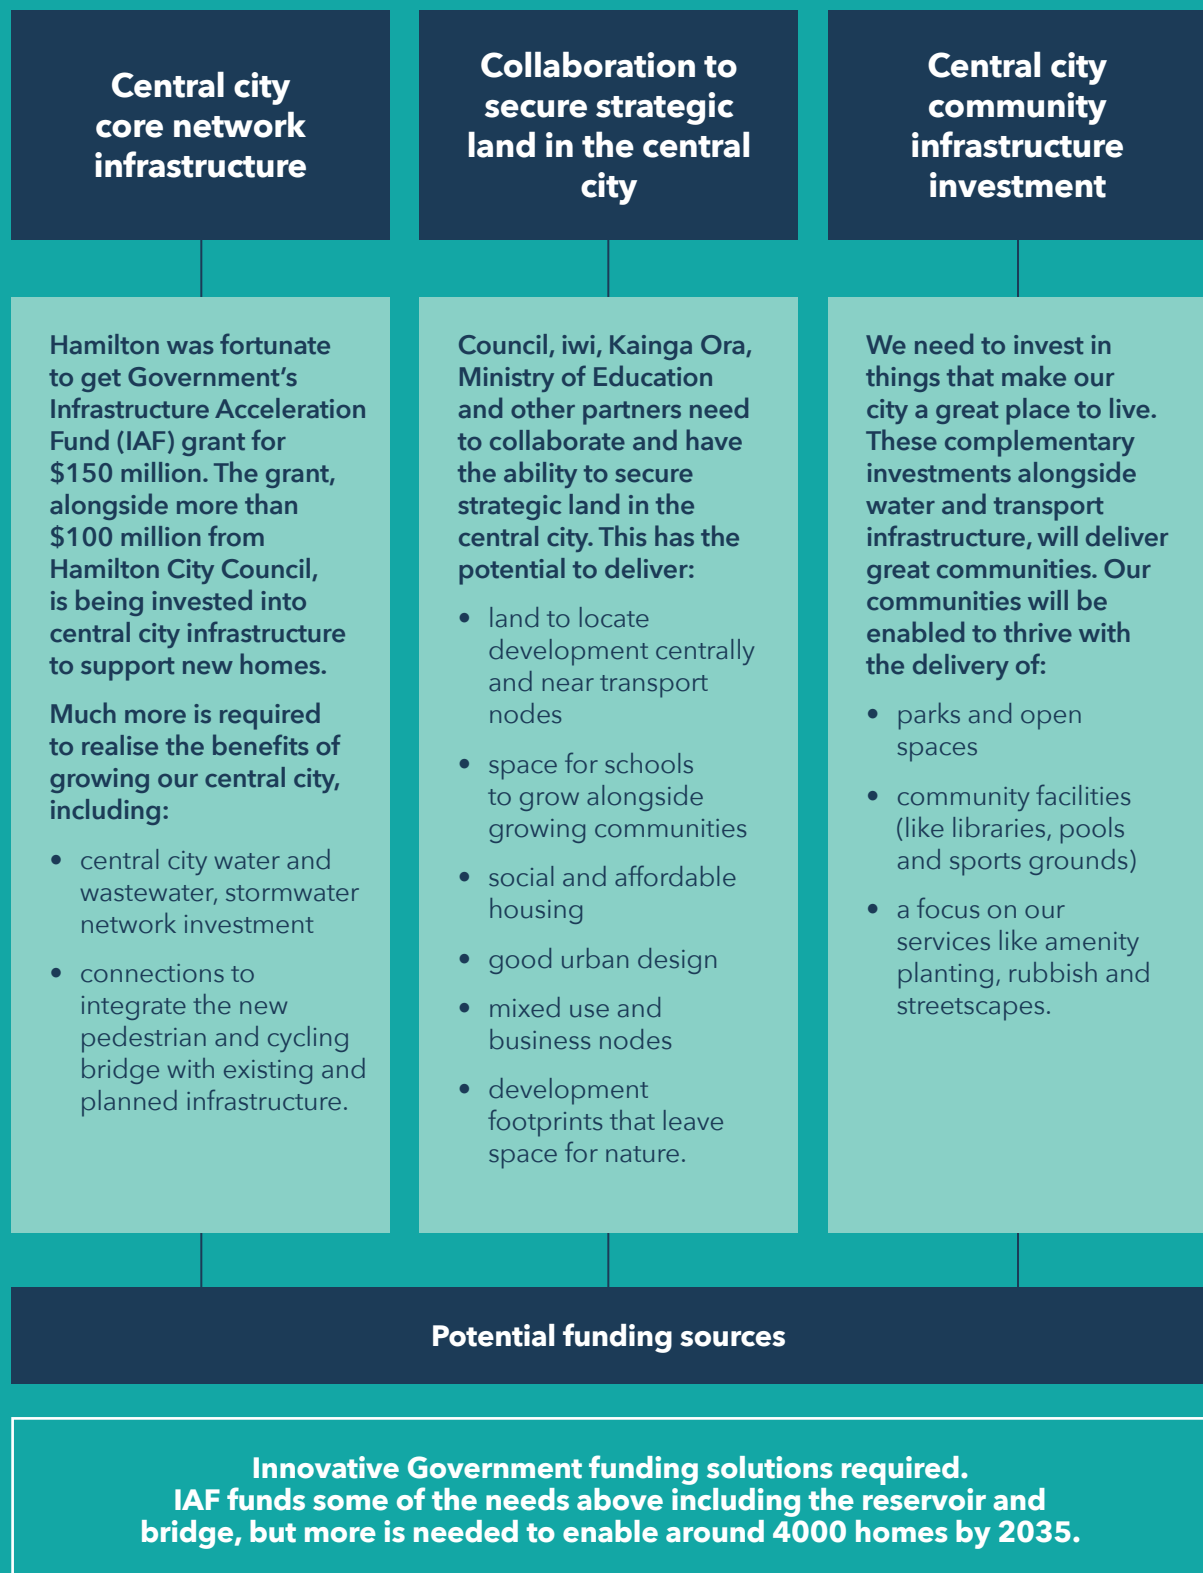 Central city
core network
infrastructure
Hamilton was fortunate
to get Government's
Infrastructure Acceleration
Fund (IAF) grant for
$150 million. The grant,
alongside more than
$100 million from
Hamilton City Council,
is being invested into
central city infrastructure
to support new homes.
Much more is required
to realise the benefits of
growing our central city,
including:
• central city water and
wastewater, stormwater
network investment
• connections to
integrate the new
pedestrian and cycling
bridge with existing and
planned infrastructure.
Collaboration to
secure strategic
land in the central
city
Council, iwi, Kainga Ora,
Ministry of Education
and other partners need
to collaborate and have
the ability to secure
strategic land in the
central city. This has the
potential to deliver:
• land to locate
development centrally
and near transport
nodes
• space for schools
to grow alongside
growing communities
• social and affordable
housing
• good urban design
• mixed use and
business nodes
• development
footprints that leave
space for nature.
Central city
community
infrastructure
investment
We need to invest in
things that make our
city a great place to live.
These complementary
investments alongside
water and transport
infrastructure, will deliver
great communities. Our
communities will be
enabled to thrive with
the delivery of:
• parks and open
spaces
• community facilities
(like libraries, pools
and sports grounds)
• a focus on our
services like amenity
planting, rubbish and
streetscapes.
Potential funding sources
Innovative Government funding solutions required.
IAF funds some of the needs above including the reservoir and
bridge, but more is needed to enable around 4000 homes by 2035.